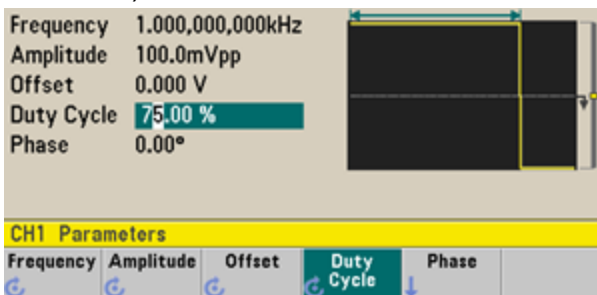 Frequency 1.000,000,000kHz
Amplitude 100.0mVpp
Offset 0.000 V
Duty Cycle 75.00 %
Phase 0.00°
CH1 Parameters
Frequency Amplitude Offset Duty Cycle Phase